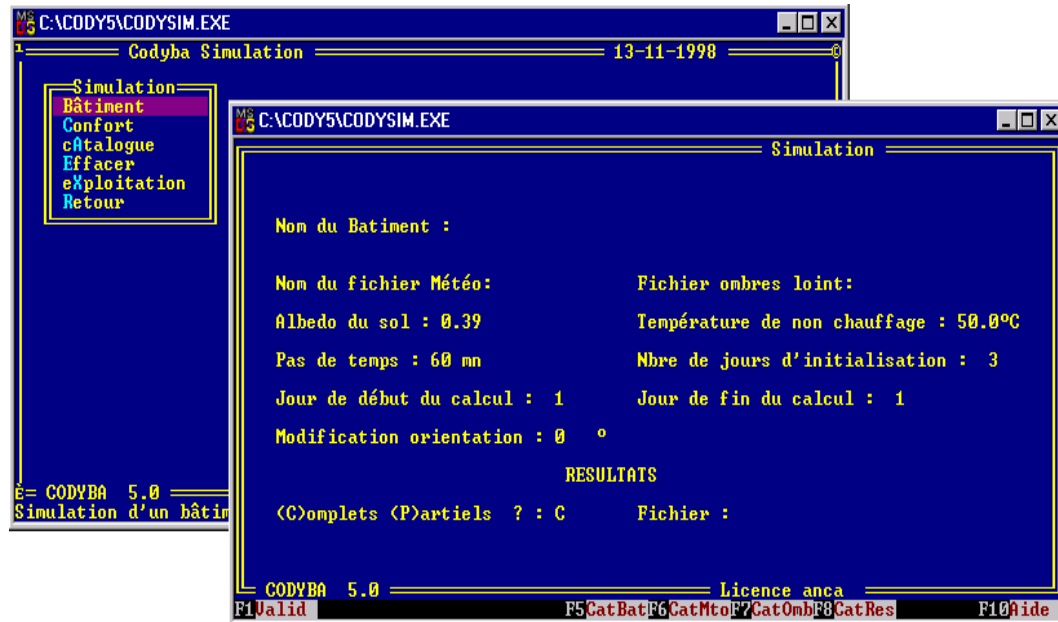 C:\CODY5\CODYSIM.EXE
Codyba Simulation 13-11-1998
Simulation
Bâtiment
Confort
cAtalogue
Effacer
eXploitation
Retour
È= CODYBA 5.0
Simulation d'un bâtim
C:\CODY5\CODYSIM.EXE
Simulation
Nom du Batiment :
Nom du fichier Météo: Fichier ombres loint:
Albedo du sol : 0.39 Température de non chauffage : 50.0ºC
Pas de temps : 60 mn Nbre de jours d'initialisation : 3
Jour de début du calcul : 1 Jour de fin du calcul : 1
Modification orientation : 0 º
RESULTATS
(C)omplets (P)artiels ? : C Fichier :
CODYBA 5.0 Licence anca
F1Valid F5CatBatF6CatMtoF7CatOmbF8CatRes F10Aide